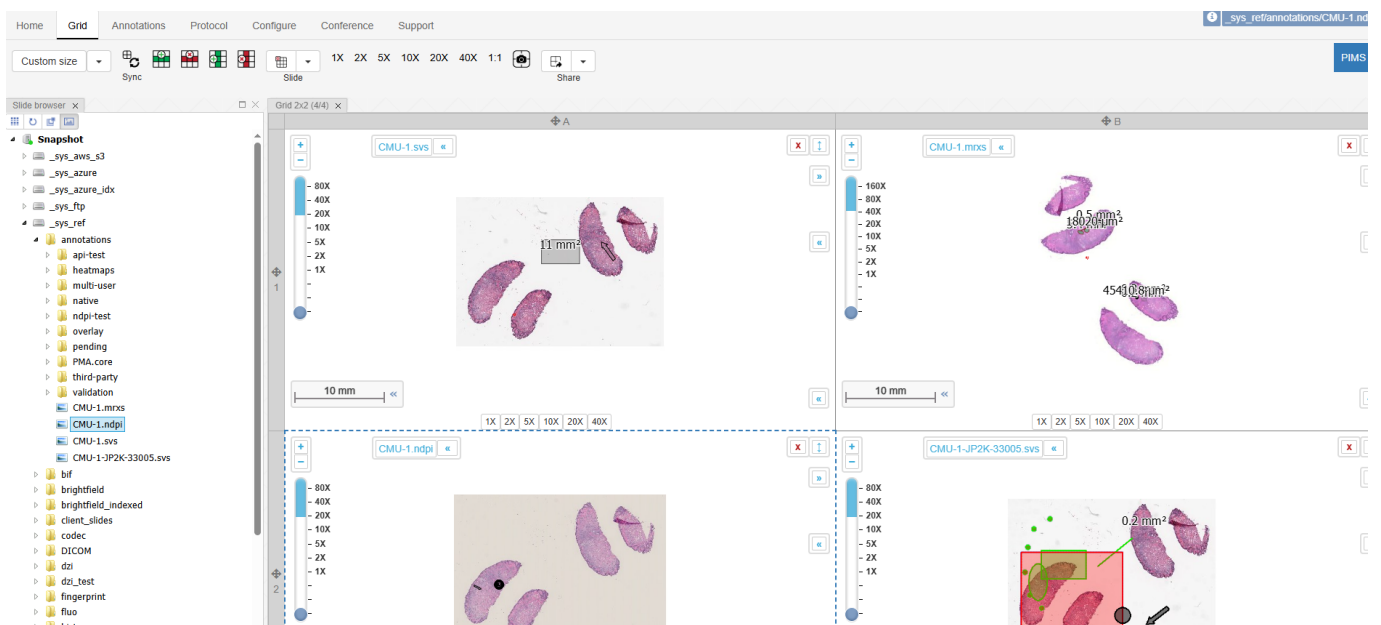 Home Grid Annotations Protocol Configure Conference Support
_sys_ref/annotations/CMU-1.nd
Custom size 1X 2X 5X 10X 20X 40X 1:1 PIMS
Sync Slide Share
Slide browser x
Grid 2x2 (4/4) x
A
B
Snapshot
_sys_aws_s3
_sys_azure
_sys_azure_idx
_sys_ftp
_sys_ref
annotations
api-test
heatmaps
multi-user
native
ndpi-test
overlay
pending
PMA.core
third-party
validation
CMU-1.mrxs
CMU-1.ndpi
CMU-1.svs
CMU-1-JP2K-33005.svs
bif
brightfield
brightfield_indexed
client_slides
codec
DICOM
dzi
dzi_test
fingerprint
fluo
1
CMU-1.svs «
x
+
−
80X
40X
20X
10X
5X
2X
1X
11 mm²
»
«
10 mm «
«
1X 2X 5X 10X 20X 40X
CMU-1.mrxs «
x
+
−
160X
80X
40X
20X
10X
5X
2X
1X
0.5 mm²
10 mm «
1X 2X 5X 10X 20X 40X
2
CMU-1.ndpi «
x
+
−
80X
40X
20X
10X
5X
2X
1X
»
«
CMU-1-JP2K-33005.svs «
x
+
−
80X
40X
20X
10X
5X
2X
1X
0.2 mm²